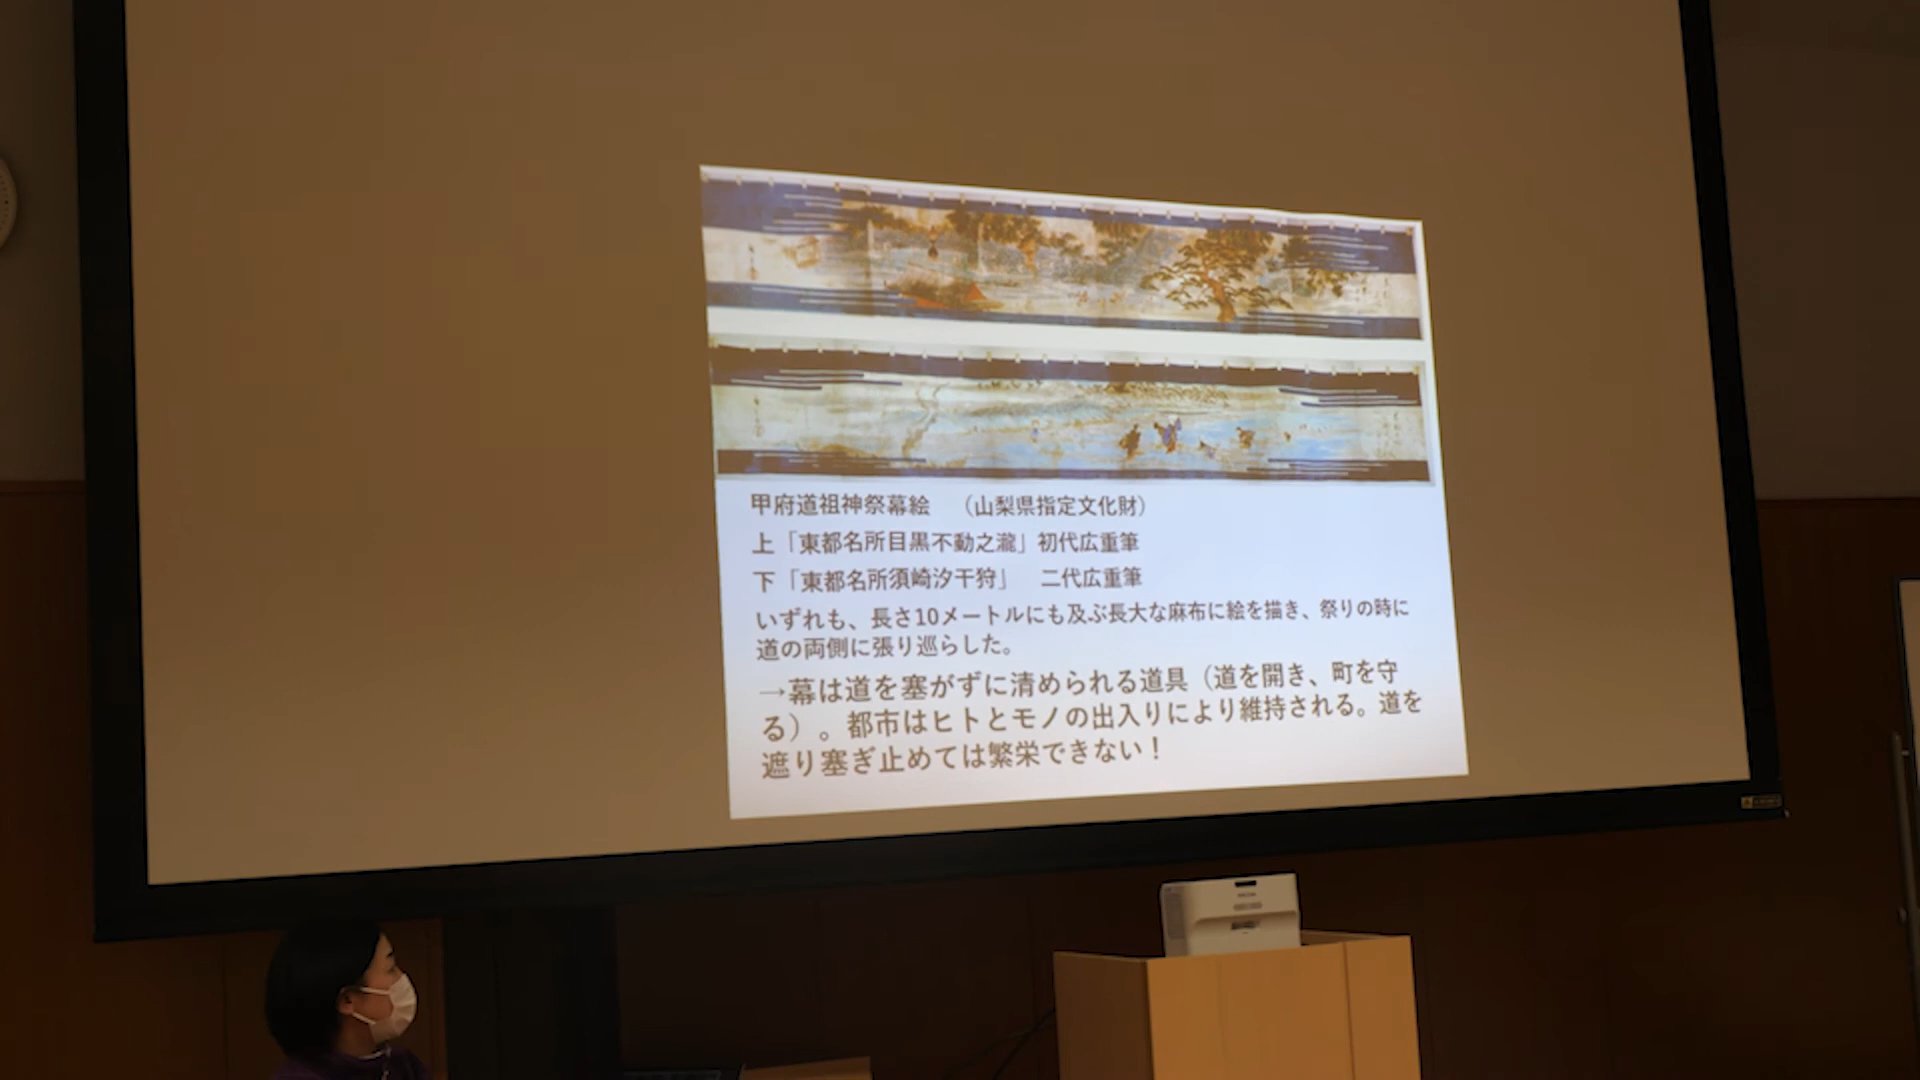 甲府道祖神祭幕絵　（山梨県指定文化財）
上「東都名所目黒不動之瀧」初代広重筆
下「東都名所須崎汐干狩」　二代広重筆
いずれも、長さ10メートルにも及ぶ長大な麻布に絵を描き、祭りの時に
道の両側に張り巡らした。
→幕は道を塞がずに清められる道具（道を開き、町を守
る）。都市はヒトとモノの出入りにより維持される。道を
遮り塞ぎ止めては繁栄できない！